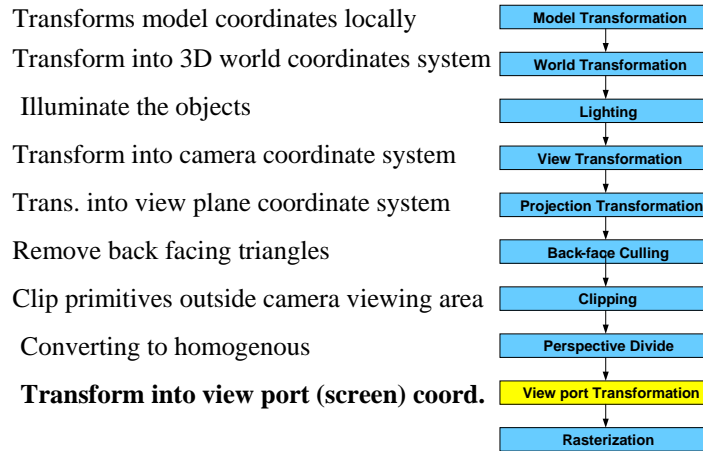 Transforms model coordinates locally
Model Transformation
Transform into 3D world coordinates system
World Transformation
Illuminate the objects
Lighting
Transform into camera coordinate system
View Transformation
Trans. into view plane coordinate system
Projection Transformation
Remove back facing triangles
Back-face Culling
Clip primitives outside camera viewing area
Clipping
Converting to homogenous
Perspective Divide
Transform into view port (screen) coord.
View port Transformation
Rasterization